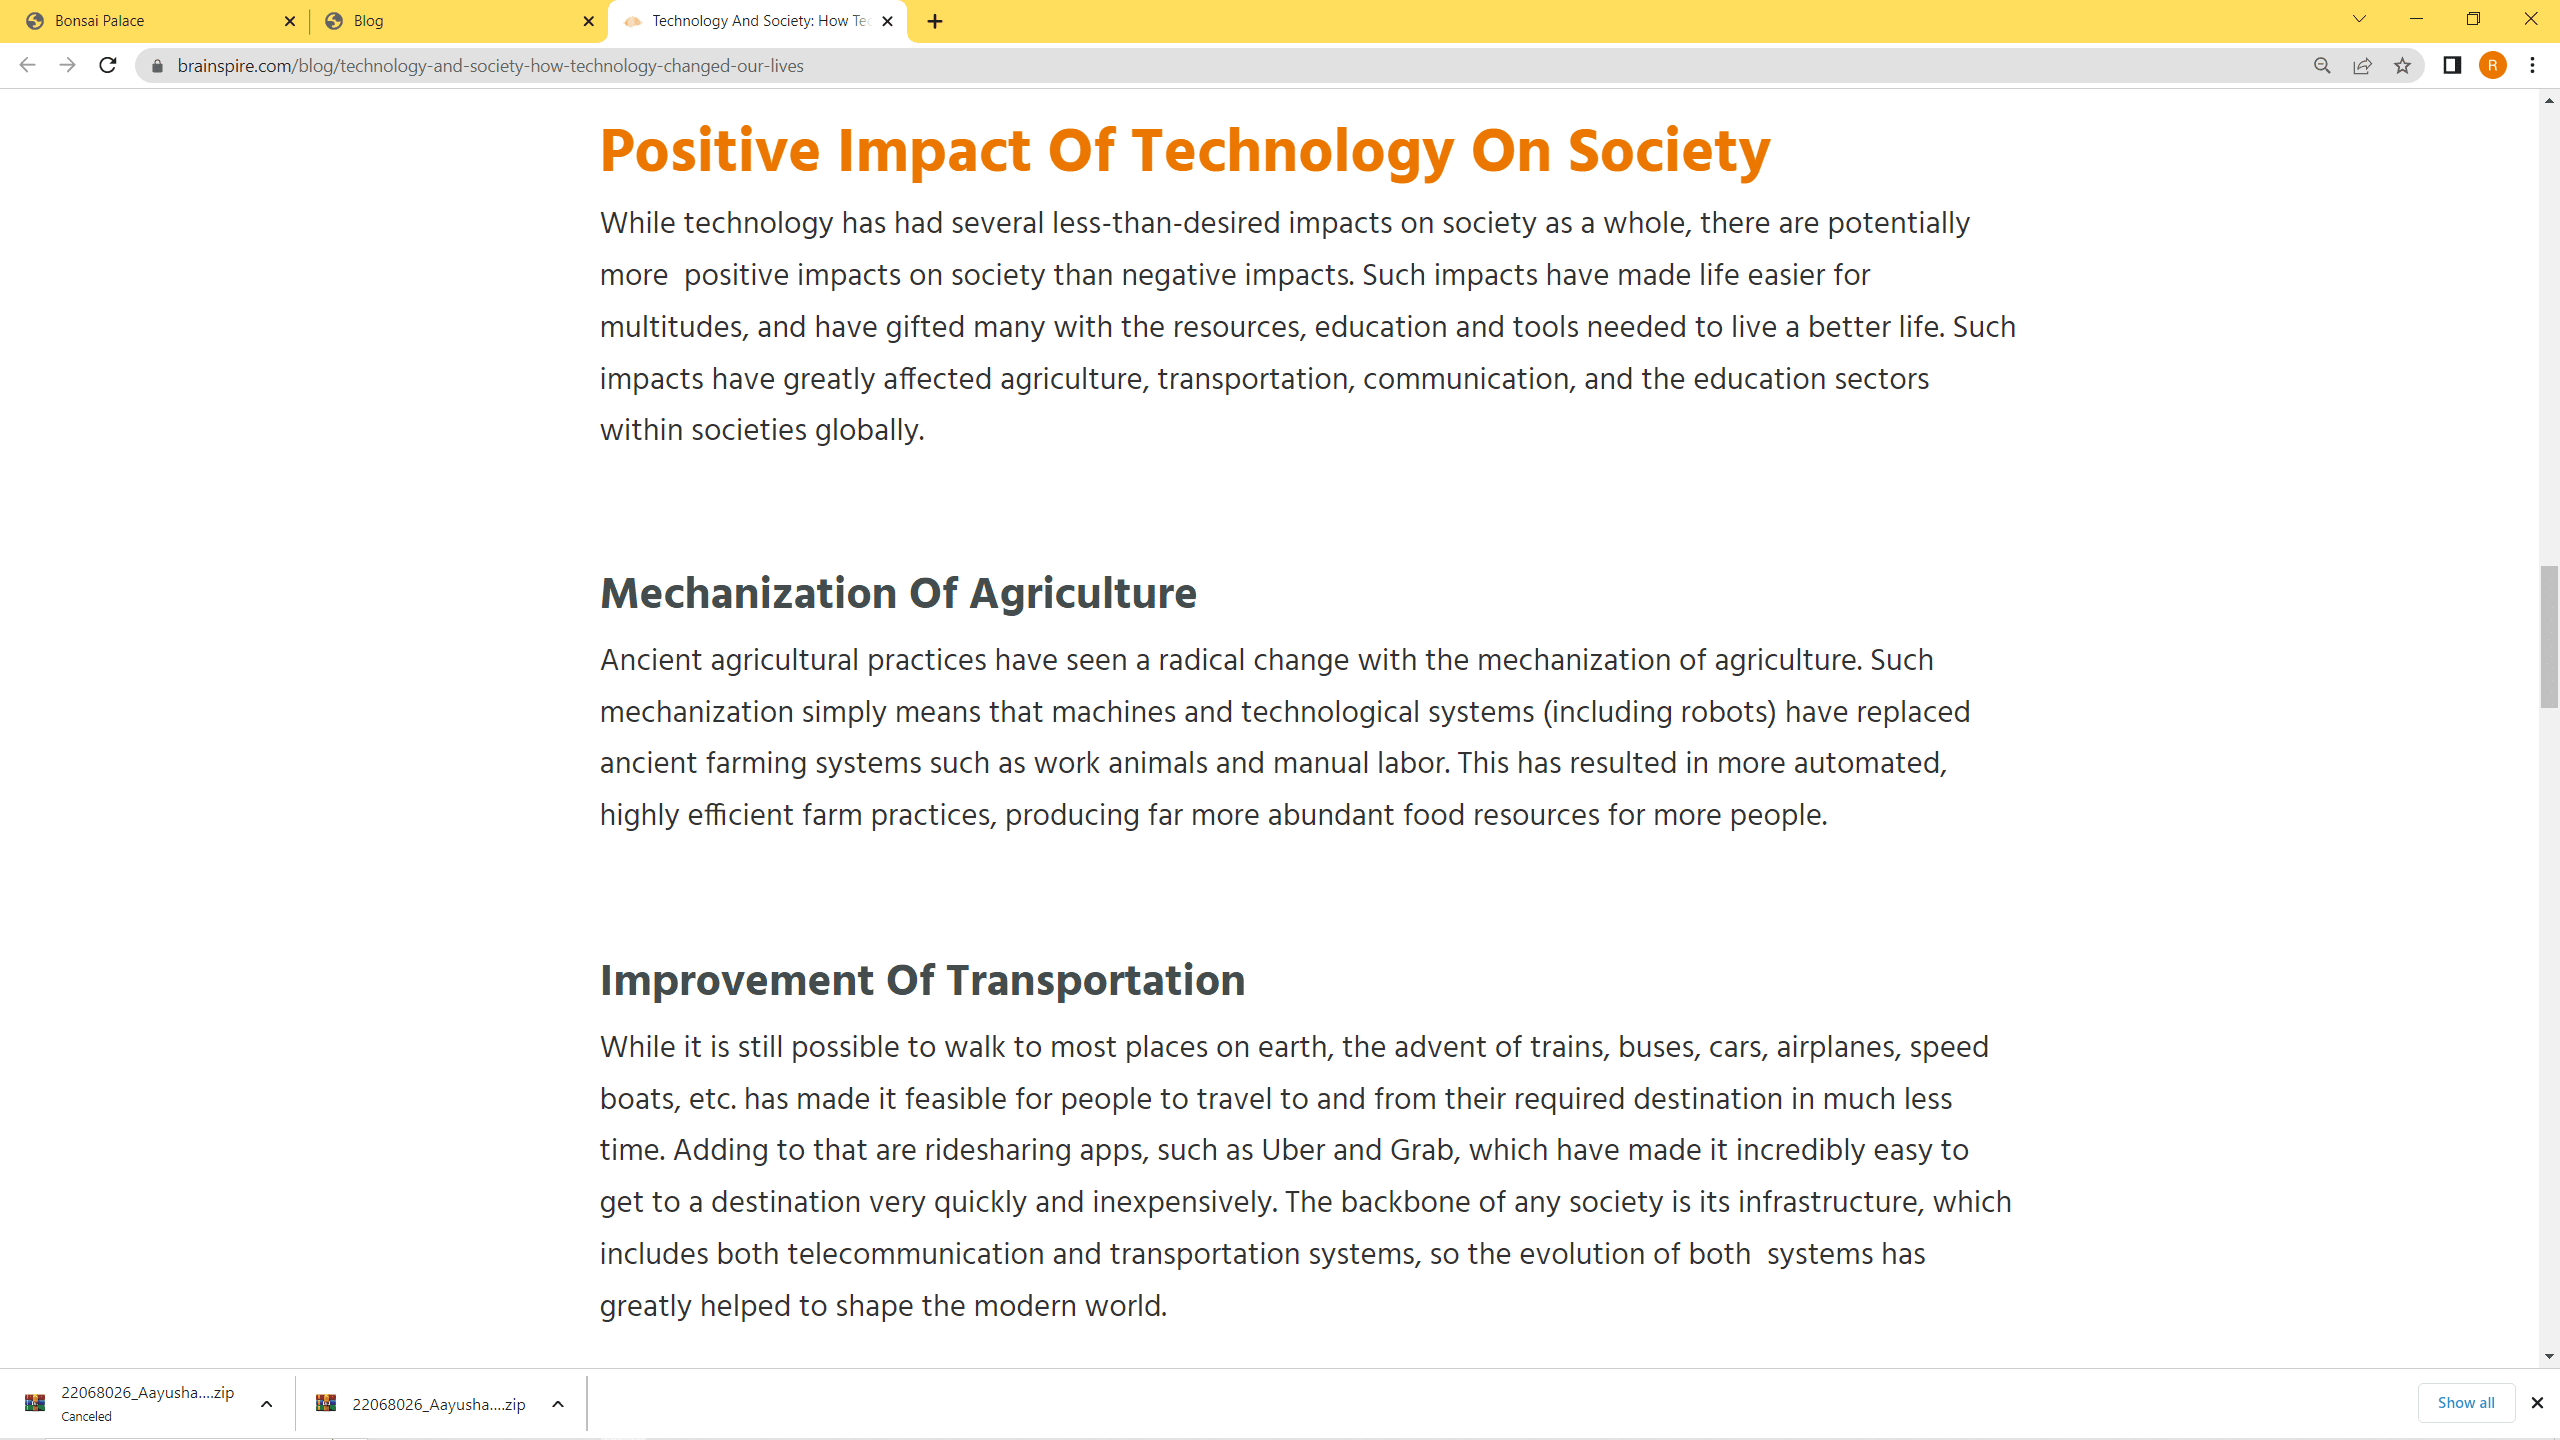 Bonsai Palace
Blog
Technology And Society: How Tec
brainspire.com/blog/technology-and-society-how-technology-changed-our-lives
R
Positive Impact Of Technology On Society
While technology has had several less-than-desired impacts on society as a whole, there are potentially
more  positive impacts on society than negative impacts. Such impacts have made life easier for
multitudes, and have gifted many with the resources, education and tools needed to live a better life. Such
impacts have greatly affected agriculture, transportation, communication, and the education sectors
within societies globally.
Mechanization Of Agriculture
Ancient agricultural practices have seen a radical change with the mechanization of agriculture. Such
mechanization simply means that machines and technological systems (including robots) have replaced
ancient farming systems such as work animals and manual labor. This has resulted in more automated,
highly efficient farm practices, producing far more abundant food resources for more people.
Improvement Of Transportation
While it is still possible to walk to most places on earth, the advent of trains, buses, cars, airplanes, speed
boats, etc. has made it feasible for people to travel to and from their required destination in much less
time. Adding to that are ridesharing apps, such as Uber and Grab, which have made it incredibly easy to
get to a destination very quickly and inexpensively. The backbone of any society is its infrastructure, which
includes both telecommunication and transportation systems, so the evolution of both  systems has
greatly helped to shape the modern world.
22068026_Aayusha....zip
Canceled
22068026_Aayusha....zip
Show all